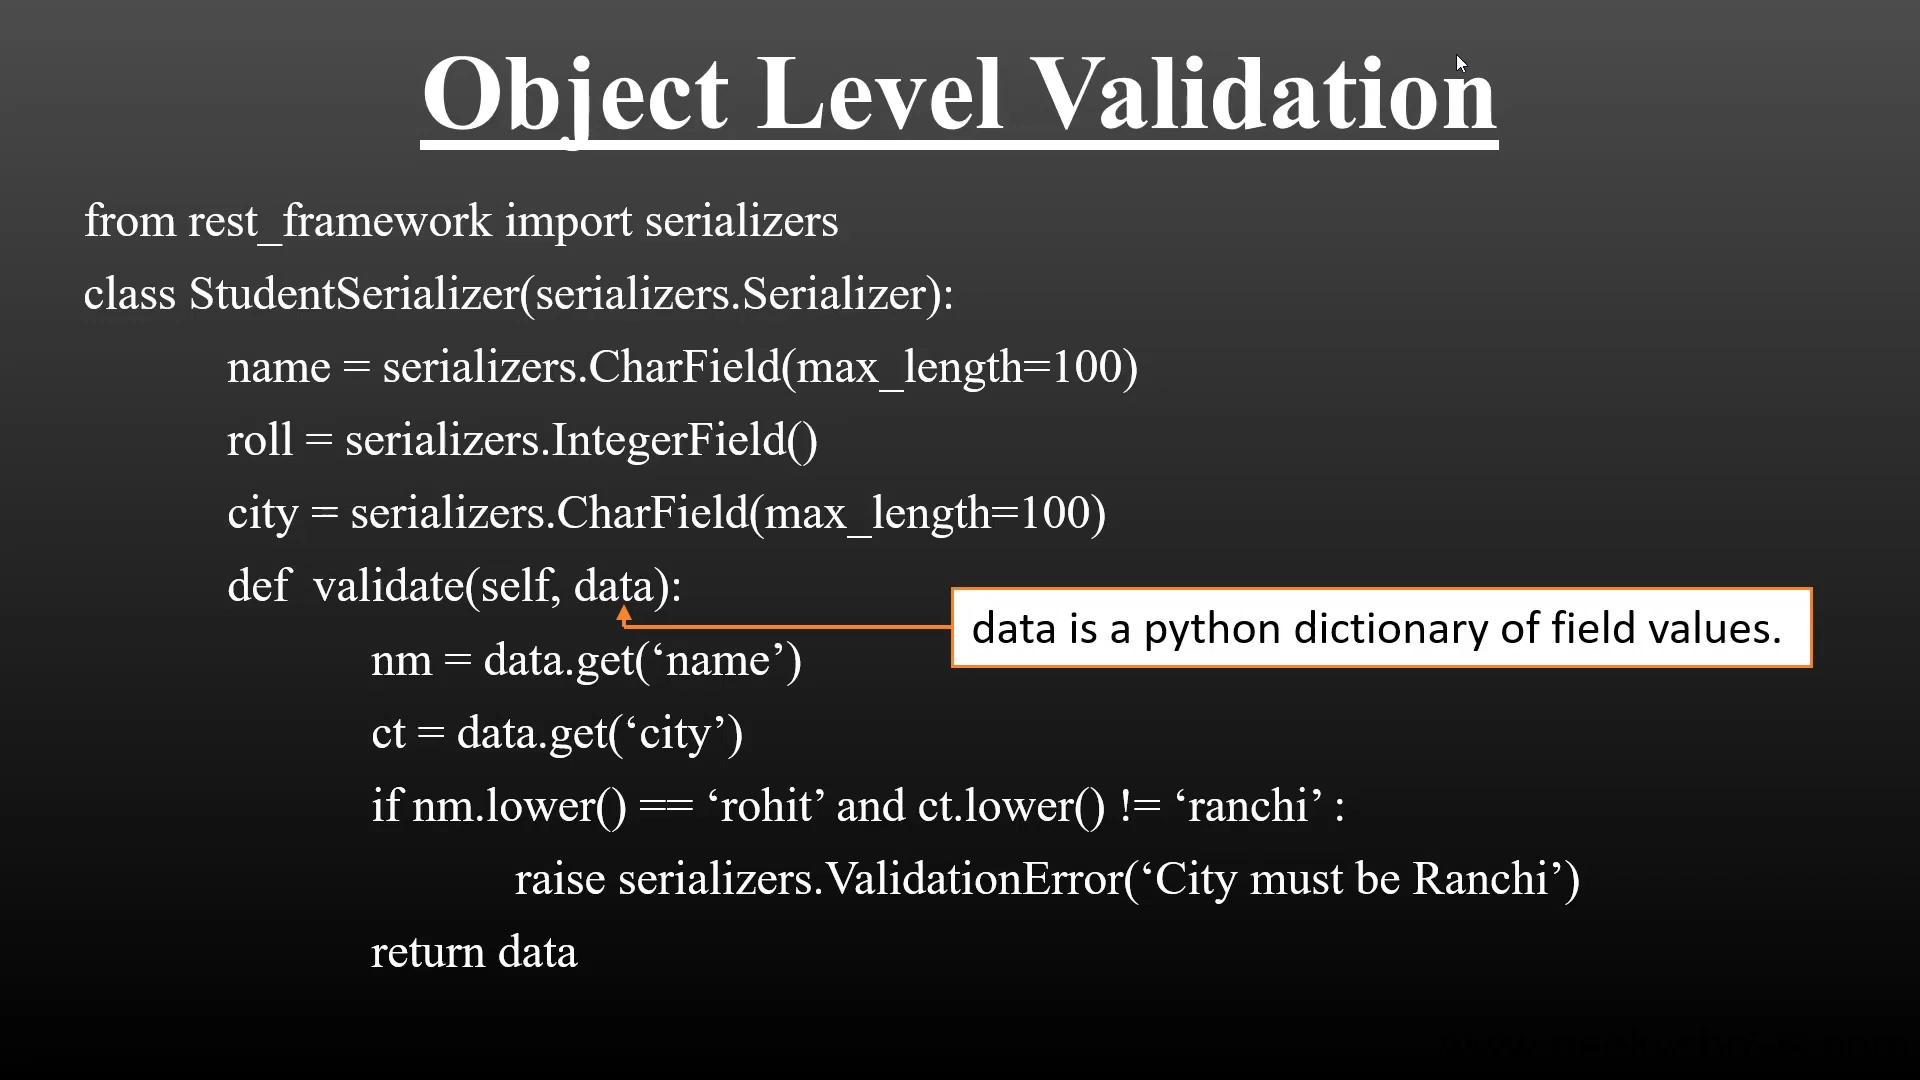 Object Level Validation
from rest_framework import serializers
class StudentSerializer(serializers.Serializer):
name = serializers.CharField(max_length=100)
roll = serializers.IntegerField()
city = serializers.CharField(max_length=100)
def  validate(self, data):
data is a python dictionary of field values.
nm = data.get(‘name’)
ct = data.get(‘city’)
if nm.lower() == ‘rohit’ and ct.lower() != ‘ranchi’ :
raise serializers.ValidationError(‘City must be Ranchi’)
return data